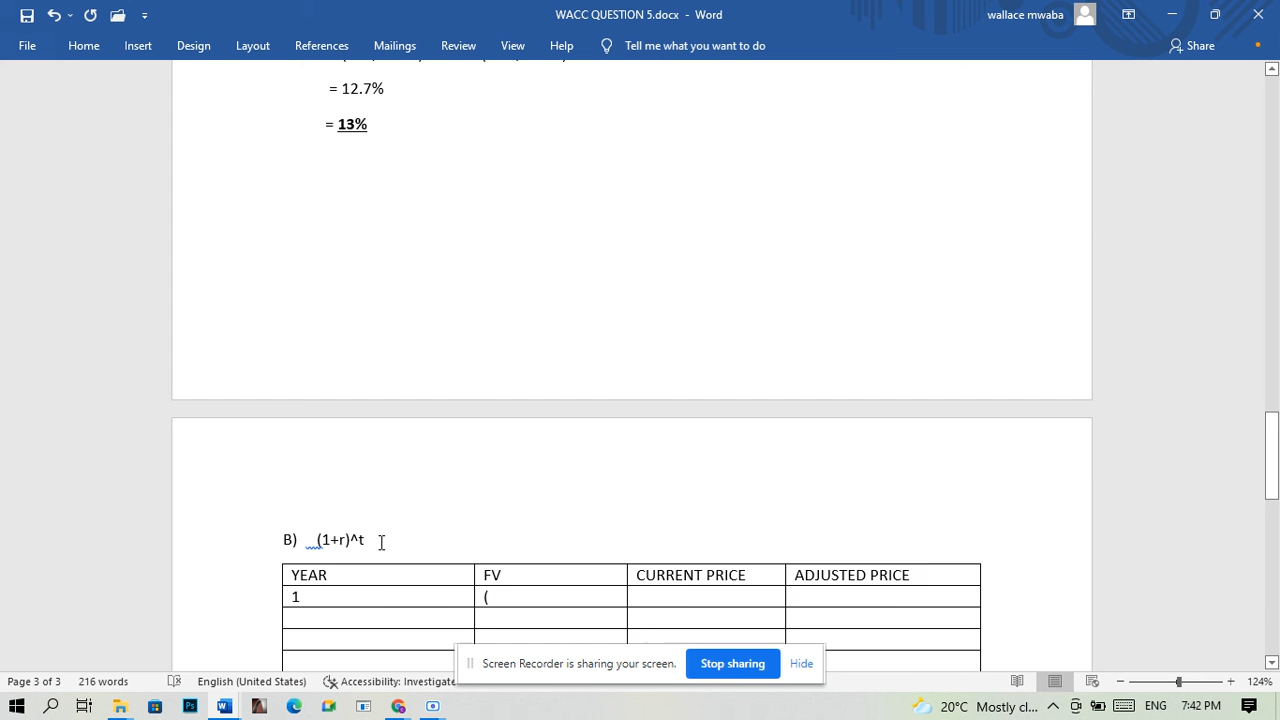 WACC QUESTION 5.docx - Word
wallace mwaba
File Home Insert Design Layout References Mailings Review View Help Tell me what you want to do Share
= 12.7%
= 13%
B) (1+r)^t
YEAR FV CURRENT PRICE ADJUSTED PRICE
1 (
Screen Recorder is sharing your screen. Stop sharing Hide
Page 3 of 3 216 words English (United States) Accessibility: Investigate 124%
20°C Mostly cl... ENG 7:42 PM